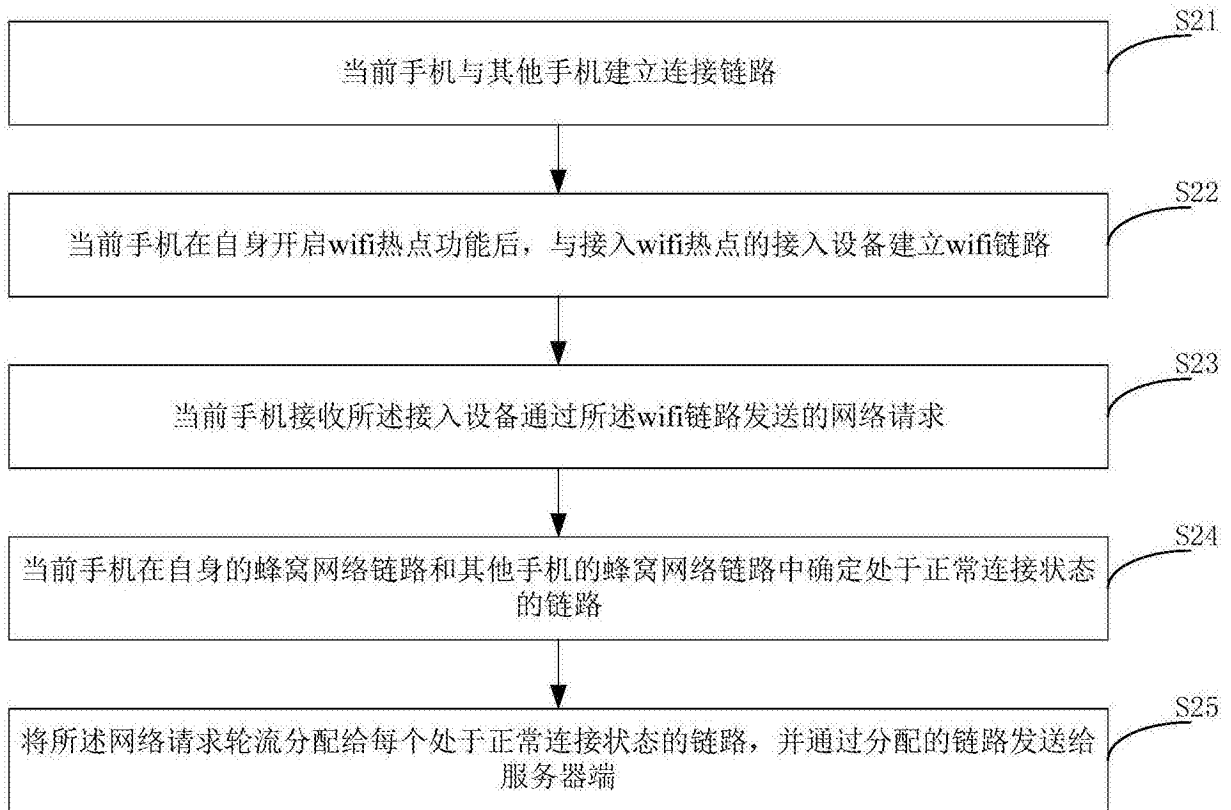 S21
当前手机与其他手机建立连接链路
S22
当前手机在自身开启wifi热点功能后，与接入wifi热点的接入设备建立wifi链路
S23
当前手机接收所述接入设备通过所述wifi链路发送的网络请求
S24
当前手机在自身的蜂窝网络链路和其他手机的蜂窝网络链路中确定处于正常连接状态
的链路
S25
将所述网络请求轮流分配给每个处于正常连接状态的链路，并通过分配的链路发送给
服务器端